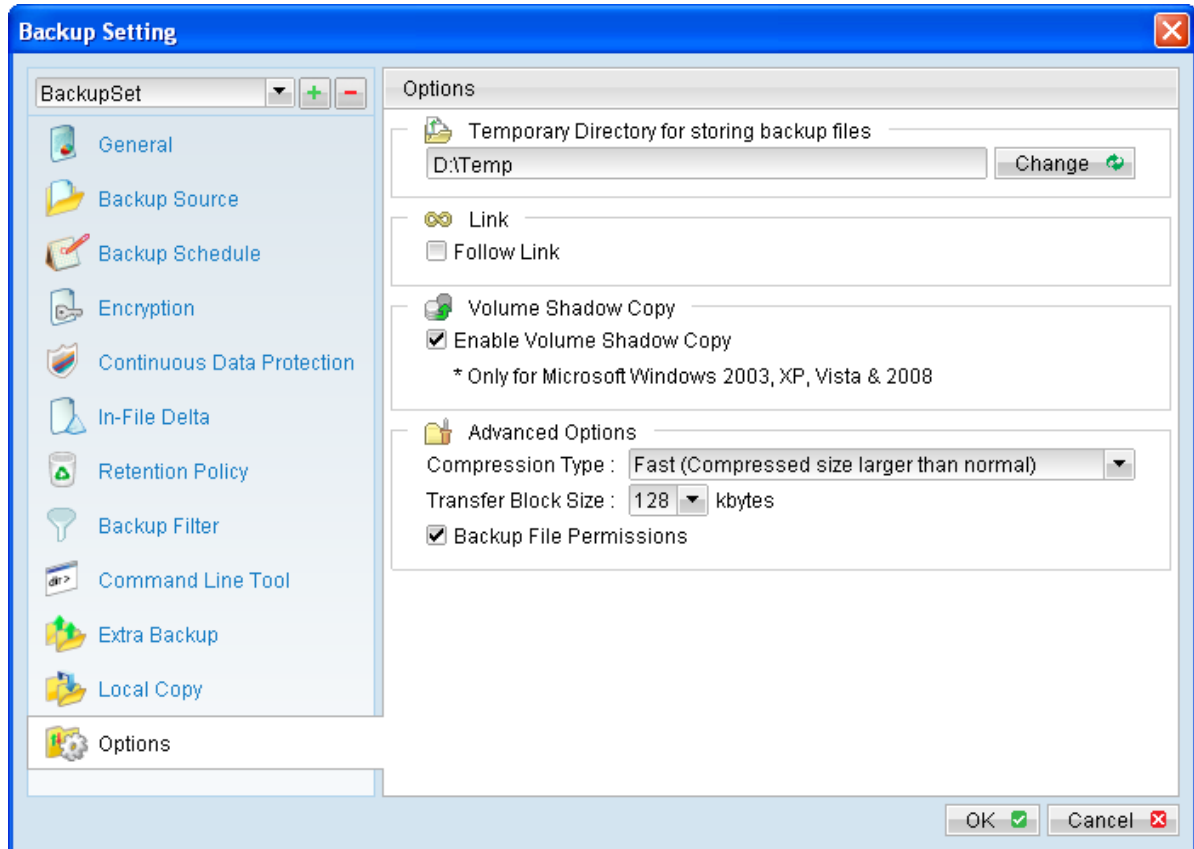 Backup Setting
BackupSet
General
Backup Source
Backup Schedule
Encryption
Continuous Data Protection
In-File Delta
Retention Policy
Backup Filter
dir >
Command Line Tool
Extra Backup
Local Copy
Options
Options
Temporary Directory for storing backup files
D:\Temp
Change
Link
Follow Link
Volume Shadow Copy
Enable Volume Shadow Copy
* Only for Microsoft Windows 2003, XP, Vista & 2008
Advanced Options
Compression Type : Fast (Compressed size larger than normal)
Transfer Block Size : 128 kbytes
Backup File Permissions
OK
Cancel